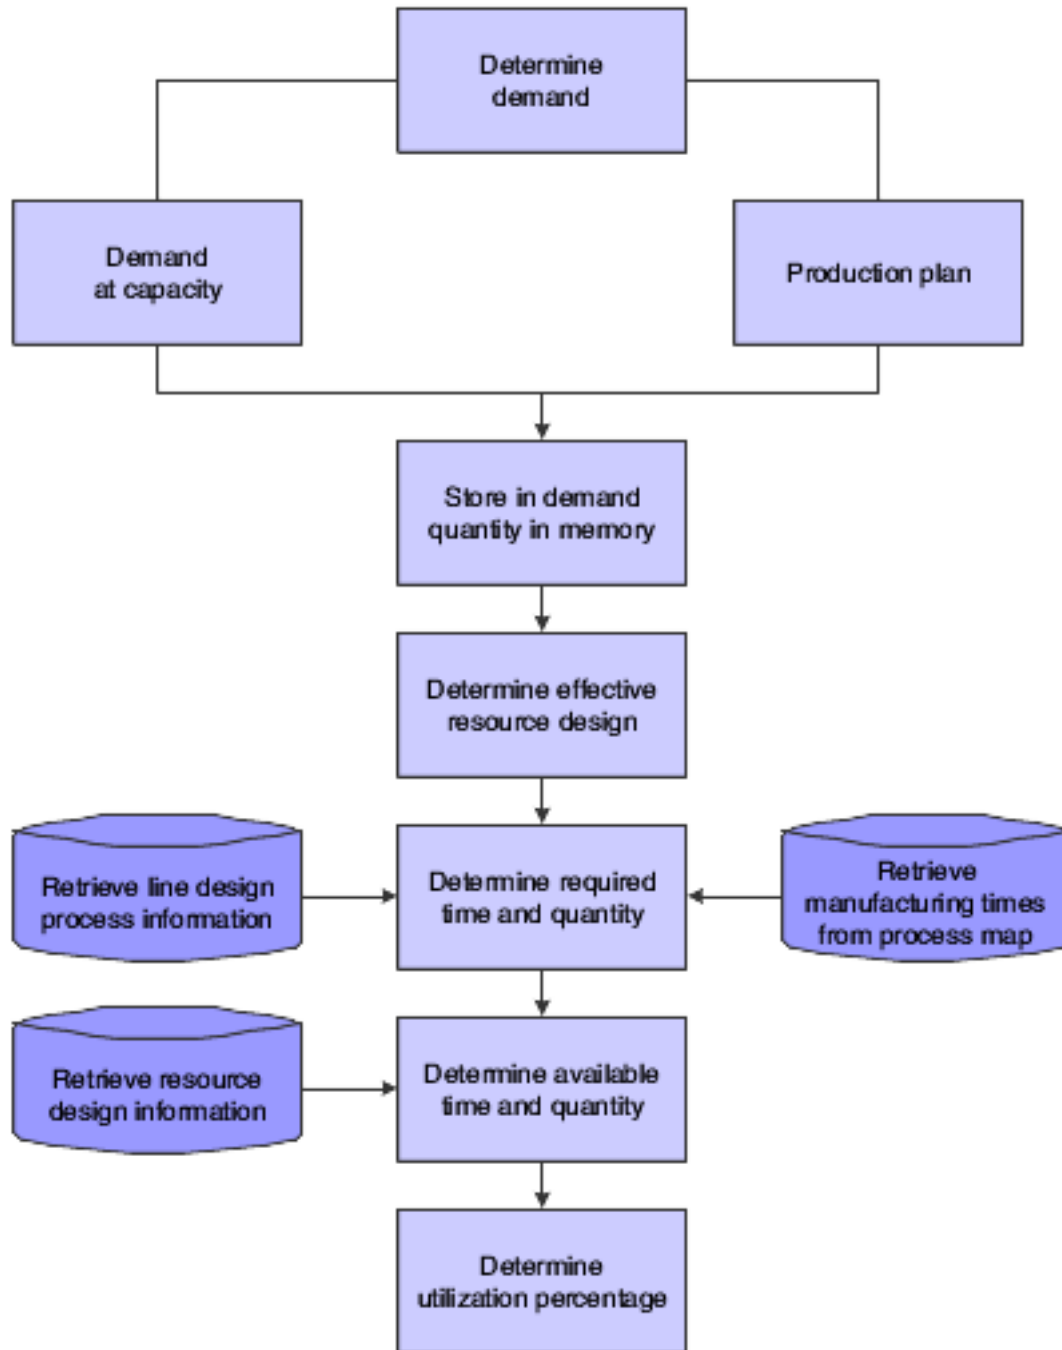 Determine
demand
Demand
at capacity
Production plan
Store in demand
quantity in memory
Determine effective
resource design
Retrieve line design
process information
Determine required
time and quantity
Retrieve
manufacturing times
from process map
Retrieve resource
design information
Determine available
time and quantity
Determine
utilization percentage